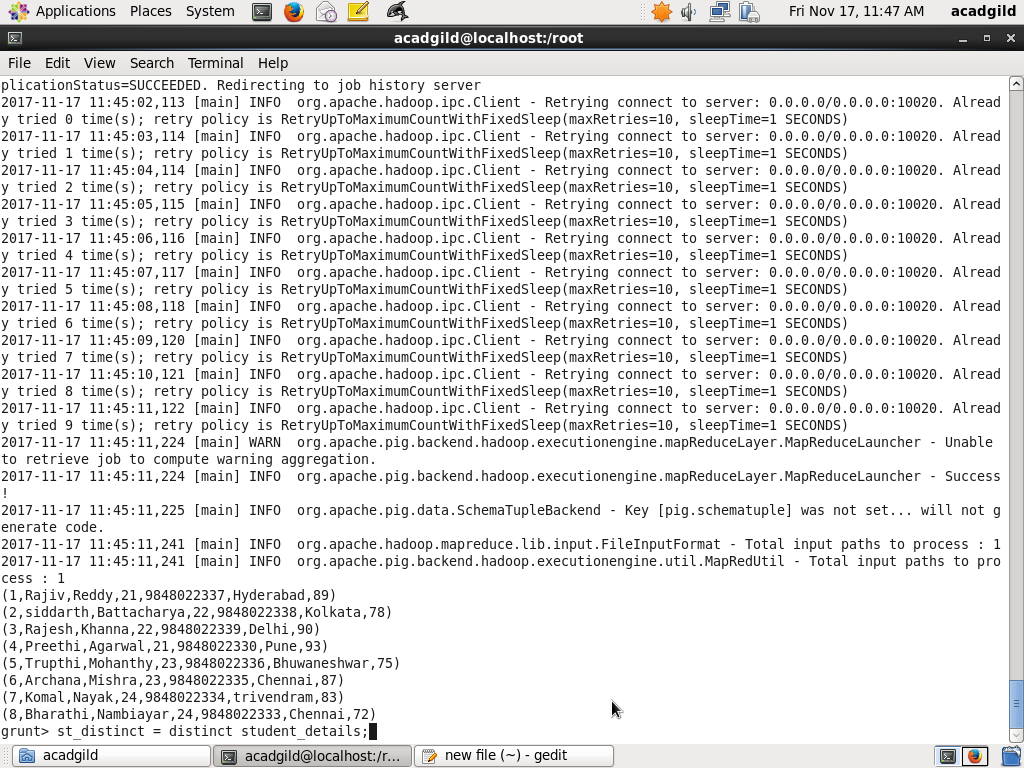 Applications Places System Fri Nov 17, 11:47 AM acadgild
acadgild@localhost:/root
File Edit View Search Terminal Help
plicationStatus=SUCCEEDED. Redirecting to job history server
2017-11-17 11:45:02,113 [main] INFO  org.apache.hadoop.ipc.Client - Retrying connect to server: 0.0.0.0/0.0.0.0:10020. Alread
y tried 0 time(s); retry policy is RetryUpToMaximumCountWithFixedSleep(maxRetries=10, sleepTime=1 SECONDS)
2017-11-17 11:45:03,114 [main] INFO  org.apache.hadoop.ipc.Client - Retrying connect to server: 0.0.0.0/0.0.0.0:10020. Alread
y tried 1 time(s); retry policy is RetryUpToMaximumCountWithFixedSleep(maxRetries=10, sleepTime=1 SECONDS)
2017-11-17 11:45:04,114 [main] INFO  org.apache.hadoop.ipc.Client - Retrying connect to server: 0.0.0.0/0.0.0.0:10020. Alread
y tried 2 time(s); retry policy is RetryUpToMaximumCountWithFixedSleep(maxRetries=10, sleepTime=1 SECONDS)
2017-11-17 11:45:05,115 [main] INFO  org.apache.hadoop.ipc.Client - Retrying connect to server: 0.0.0.0/0.0.0.0:10020. Alread
y tried 3 time(s); retry policy is RetryUpToMaximumCountWithFixedSleep(maxRetries=10, sleepTime=1 SECONDS)
2017-11-17 11:45:06,116 [main] INFO  org.apache.hadoop.ipc.Client - Retrying connect to server: 0.0.0.0/0.0.0.0:10020. Alread
y tried 4 time(s); retry policy is RetryUpToMaximumCountWithFixedSleep(maxRetries=10, sleepTime=1 SECONDS)
2017-11-17 11:45:07,117 [main] INFO  org.apache.hadoop.ipc.Client - Retrying connect to server: 0.0.0.0/0.0.0.0:10020. Alread
y tried 5 time(s); retry policy is RetryUpToMaximumCountWithFixedSleep(maxRetries=10, sleepTime=1 SECONDS)
2017-11-17 11:45:08,118 [main] INFO  org.apache.hadoop.ipc.Client - Retrying connect to server: 0.0.0.0/0.0.0.0:10020. Alread
y tried 6 time(s); retry policy is RetryUpToMaximumCountWithFixedSleep(maxRetries=10, sleepTime=1 SECONDS)
2017-11-17 11:45:09,120 [main] INFO  org.apache.hadoop.ipc.Client - Retrying connect to server: 0.0.0.0/0.0.0.0:10020. Alread
y tried 7 time(s); retry policy is RetryUpToMaximumCountWithFixedSleep(maxRetries=10, sleepTime=1 SECONDS)
2017-11-17 11:45:10,121 [main] INFO  org.apache.hadoop.ipc.Client - Retrying connect to server: 0.0.0.0/0.0.0.0:10020. Alread
y tried 8 time(s); retry policy is RetryUpToMaximumCountWithFixedSleep(maxRetries=10, sleepTime=1 SECONDS)
2017-11-17 11:45:11,122 [main] INFO  org.apache.hadoop.ipc.Client - Retrying connect to server: 0.0.0.0/0.0.0.0:10020. Alread
y tried 9 time(s); retry policy is RetryUpToMaximumCountWithFixedSleep(maxRetries=10, sleepTime=1 SECONDS)
2017-11-17 11:45:11,224 [main] WARN  org.apache.pig.backend.hadoop.executionengine.mapReduceLayer.MapReduceLauncher - Unable
to retrieve job to compute warning aggregation.
2017-11-17 11:45:11,224 [main] INFO  org.apache.pig.backend.hadoop.executionengine.mapReduceLayer.MapReduceLauncher - Success
!
2017-11-17 11:45:11,225 [main] INFO  org.apache.pig.data.SchemaTupleBackend - Key [pig.schematuple] was not set... will not g
enerate code.
2017-11-17 11:45:11,241 [main] INFO  org.apache.hadoop.mapreduce.lib.input.FileInputFormat - Total input paths to process : 1
2017-11-17 11:45:11,241 [main] INFO  org.apache.pig.backend.hadoop.executionengine.util.MapRedUtil - Total input paths to pro
cess : 1
(1,Rajiv,Reddy,21,9848022337,Hyderabad,89)
(2,siddarth,Battacharya,22,9848022338,Kolkata,78)
(3,Rajesh,Khanna,22,9848022339,Delhi,90)
(4,Preethi,Agarwal,21,9848022330,Pune,93)
(5,Trupthi,Mohanthy,23,9848022336,Bhuwaneshwar,75)
(6,Archana,Mishra,23,9848022335,Chennai,87)
(7,Komal,Nayak,24,9848022334,trivendram,83)
(8,Bharathi,Nambiayar,24,9848022333,Chennai,72)
grunt> st_distinct = distinct student_details;
acadgild acadgild@localhost:/r... new file (~) - gedit